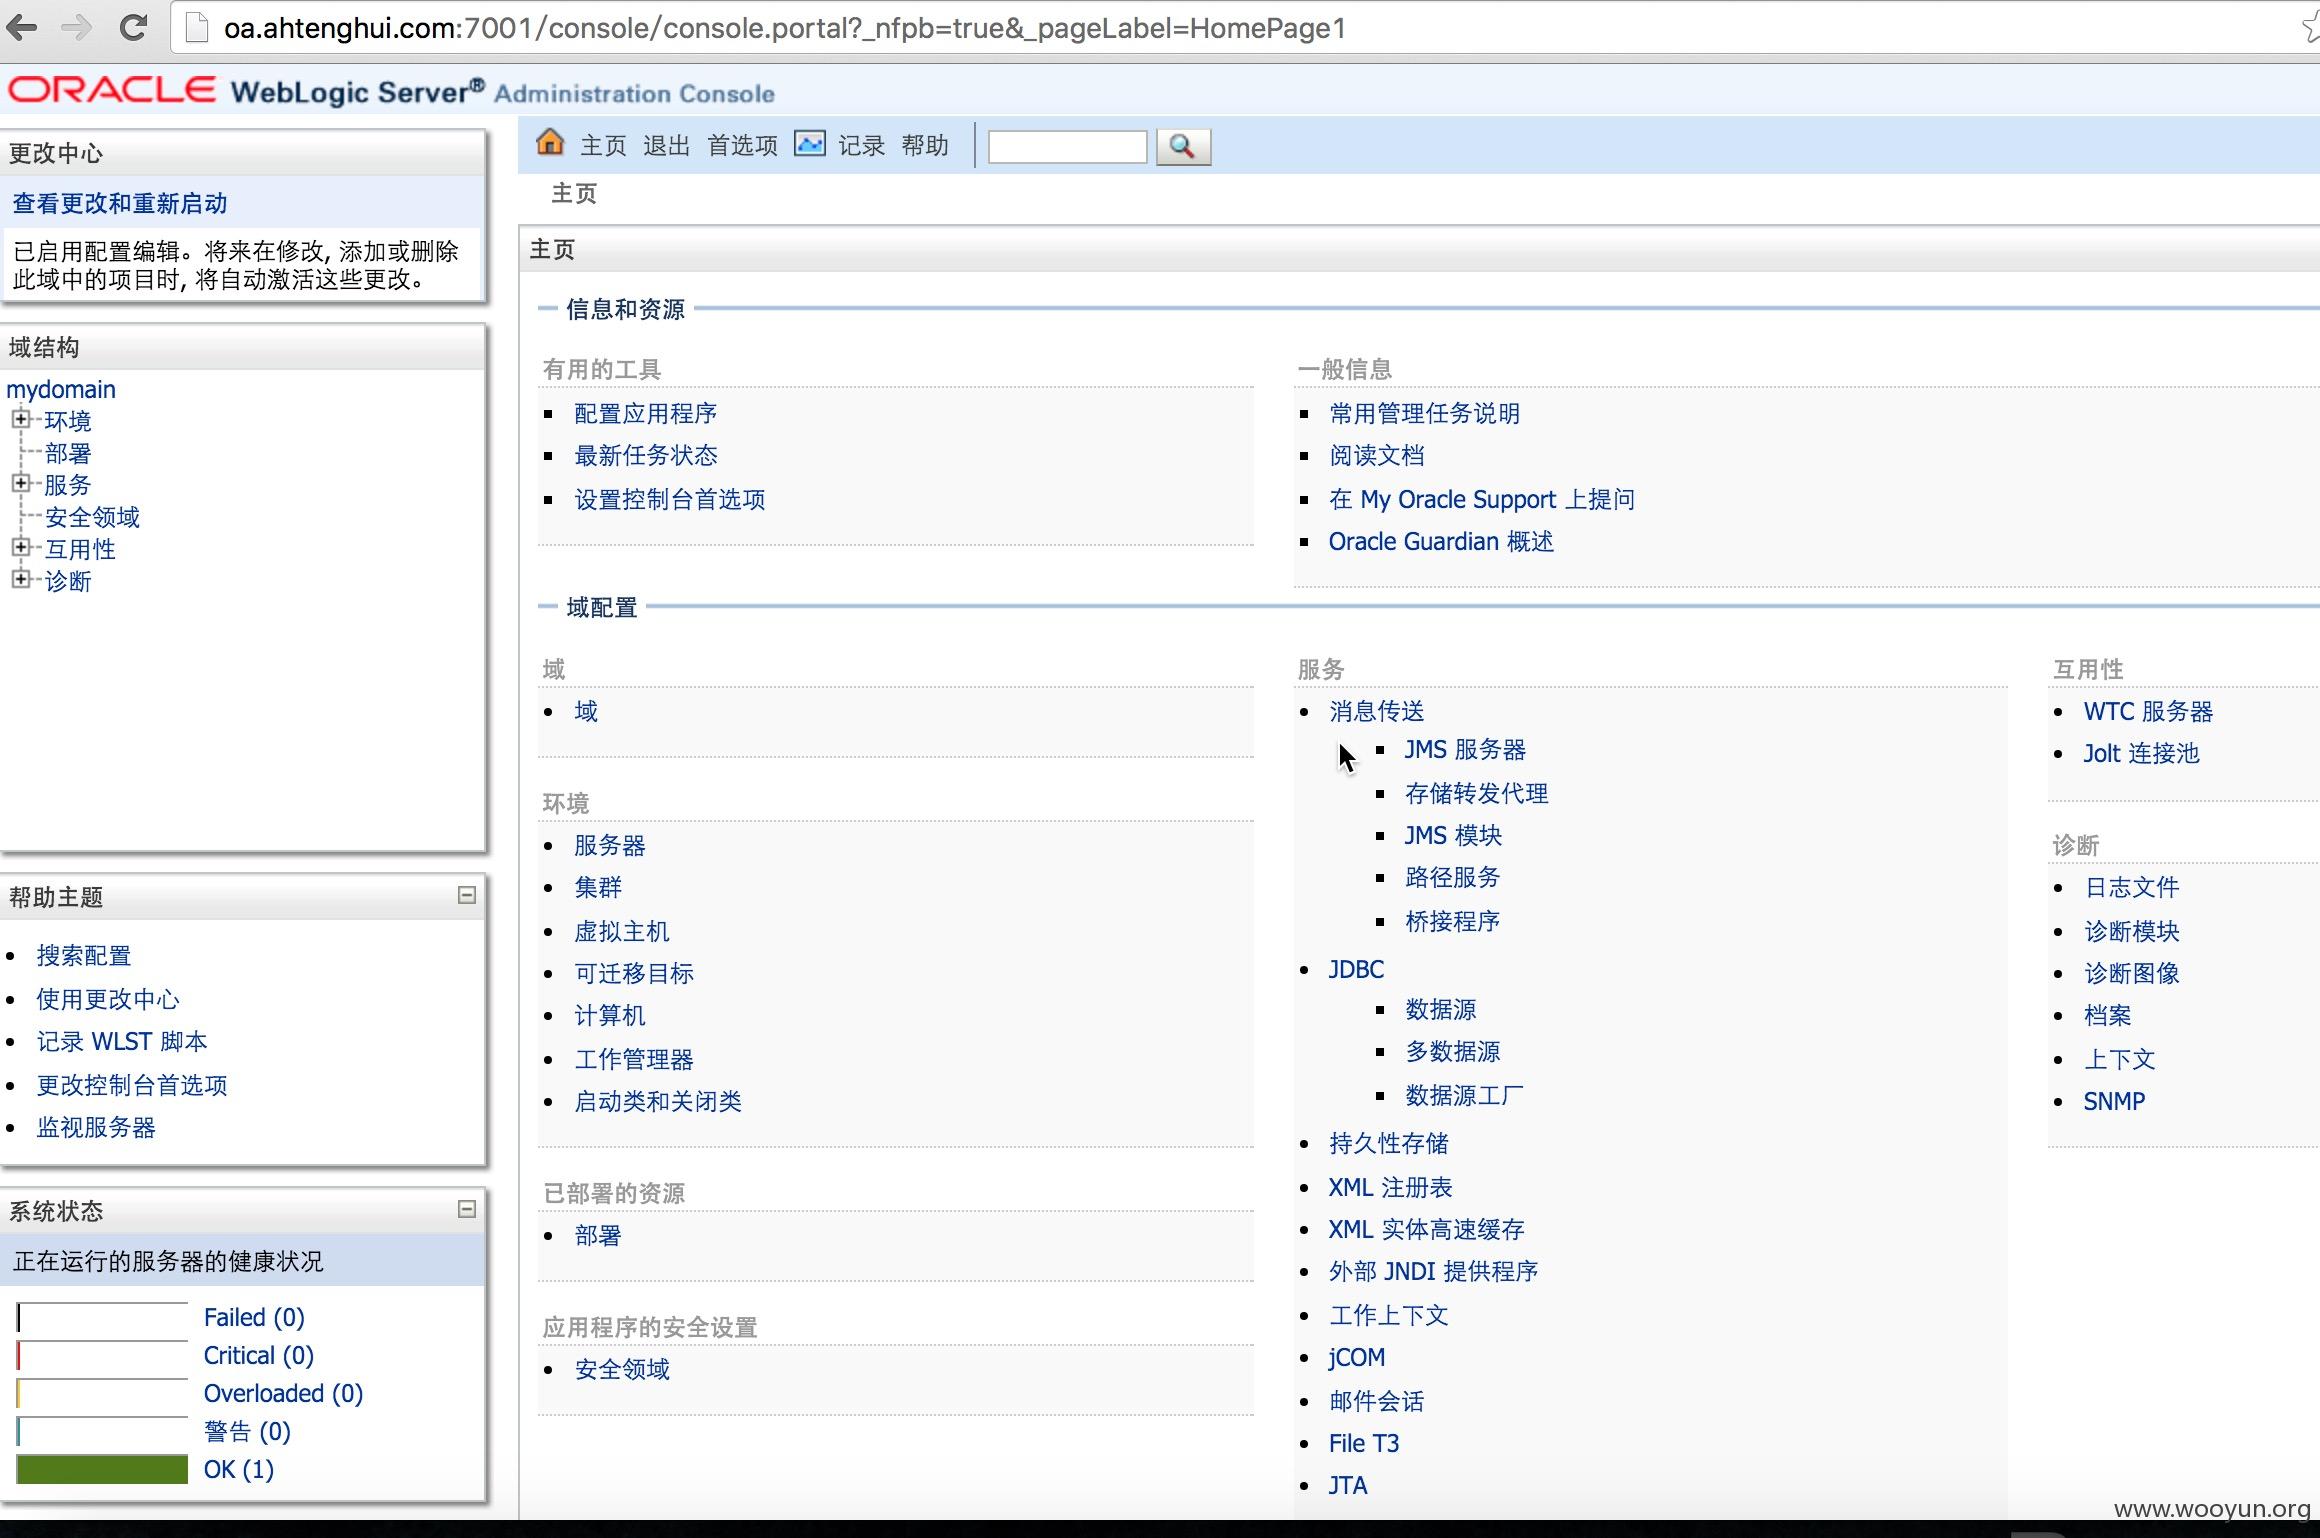 oa.ahtenghui.com:7001/console/console.portal?_nfpb=true&_pageLabel=HomePage1
ORACLE WebLogic Server® Administration Console
更改中心
查看更改和重新启动
已启用配置编辑。将来在修改, 添加或删除
此域中的项目时, 将自动激活这些更改。
域结构
mydomain
环境
部署
服务
安全领域
互用性
诊断
帮助主题
搜索配置
使用更改中心
记录 WLST 脚本
更改控制台首选项
监视服务器
系统状态
正在运行的服务器的健康状况
Failed (0)
Critical (0)
Overloaded (0)
警告 (0)
OK (1)
主页 退出 首选项 记录 帮助
主页
主页
信息和资源
有用的工具
配置应用程序
最新任务状态
设置控制台首选项
一般信息
常用管理任务说明
阅读文档
在 My Oracle Support 上提问
Oracle Guardian 概述
域配置
域
域
环境
服务器
集群
虚拟主机
可迁移目标
计算机
工作管理器
启动类和关闭类
已部署的资源
部署
应用程序的安全设置
安全领域
服务
消息传送
JMS 服务器
存储转发代理
JMS 模块
路径服务
桥接程序
JDBC
数据源
多数据源
数据源工厂
持久性存储
XML 注册表
XML 实体高速缓存
外部 JNDI 提供程序
工作上下文
jCOM
邮件会话
File T3
JTA
互用性
WTC 服务器
Jolt 连接池
诊断
日志文件
诊断模块
诊断图像
档案
上下文
SNMP
www.wooyun.org